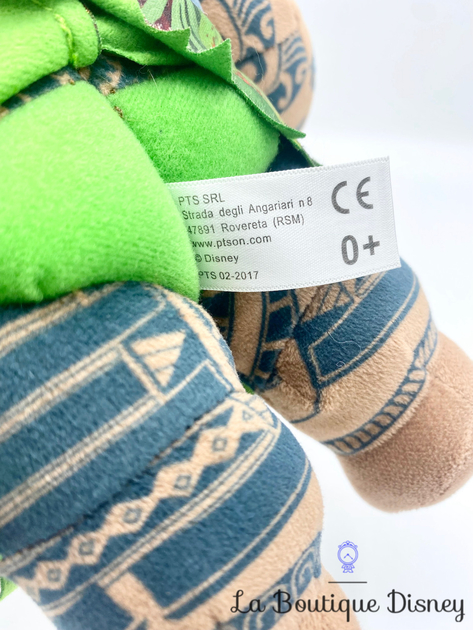 PTS SRL
Strada degli Angariari n 8
47891 Rovereta (RSM)
www.ptson.com
© Disney
PTS 02-2017
CE
0+
La Boutique Disney